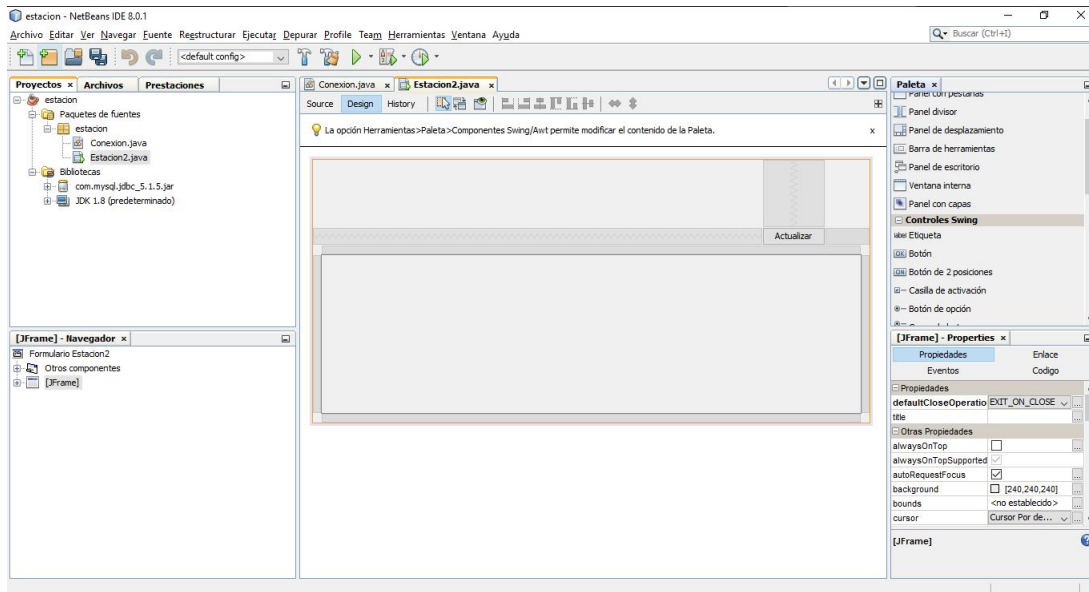 estacion - NetBeans IDE 8.0.1
Archivo Editar Ver Navegar Fuente Reestructurar Ejecutar Depurar Profile Team Herramientas Ventana Ayuda
Buscar (Ctrl+I)
<default config>
Proyectos Archivos Prestaciones
estacion
Paquetes de fuentes
estacion
Conexion.java
Estacion2.java
Bibliotecas
com.mysql.jdbc_5.1.5.jar
JDK 1.8 (predeterminado)
[JFrame] - Navegador
Formulario Estacion2
Otros componentes
[JFrame]
Conexion.java Estacion2.java
Source Design History
La opción Herramientas>Paleta>Componentes Swing/Awt permite modificar el contenido de la Paleta.
Actualizar
Paleta
Panel con pestañas
Panel divisor
Panel de desplazamiento
Barra de herramientas
Panel de escritorio
Ventana interna
Panel con capas
Controles Swing
label Etiqueta
OK Botón
ON Botón de 2 posiciones
Casilla de activación
Botón de opción
[JFrame] - Properties
Propiedades Enlace
Eventos Codigo
Propiedades
defaultCloseOperatio EXIT_ON_CLOSE
title
Otras Propiedades
alwaysOnTop
alwaysOnTopSupported
autoRequestFocus
background [240,240,240]
bounds <no establecido>
cursor Cursor Por de...
[JFrame]